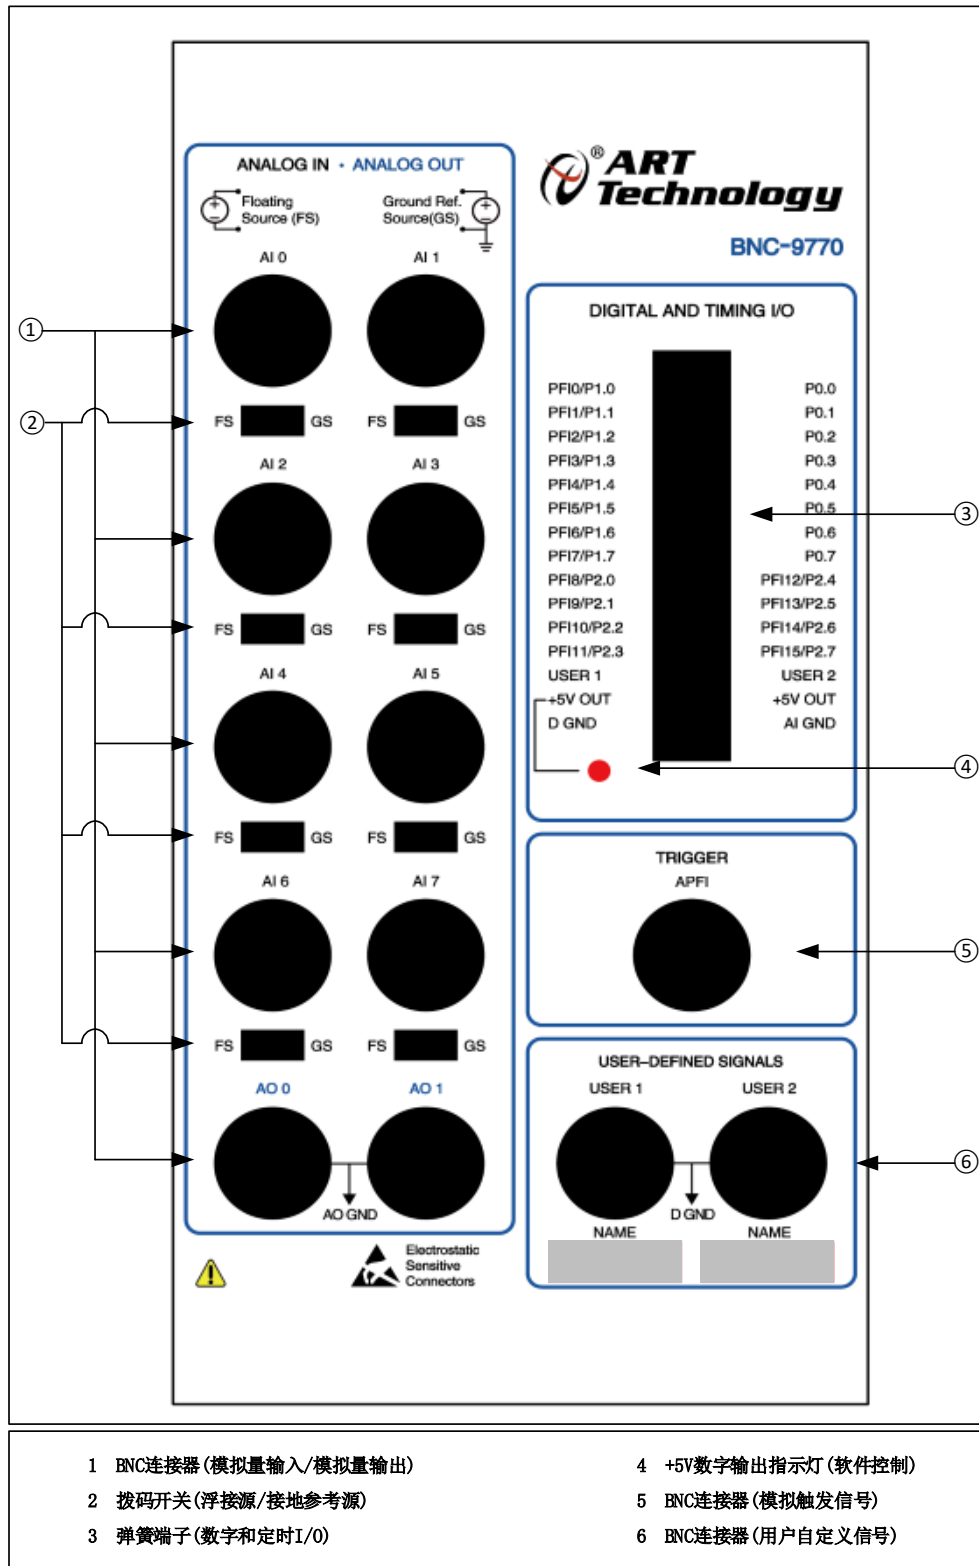 ANALOG IN • ANALOG OUT
Floating
Source (FS)
Ground Ref.
Source(GS)
AI 0 AI 1
①
② FS GS FS GS
AI 2 AI 3
FS GS FS GS
AI 4 AI 5
FS GS FS GS
AI 6 AI 7
FS GS FS GS
AO 0 AO 1
AO GND
Electrostatic
Sensitive
Connectors
®ART
Technology
BNC-9770
DIGITAL AND TIMING I/O
PFI0/P1.0 P0.0
PFI1/P1.1 P0.1
PFI2/P1.2 P0.2
PFI3/P1.3 P0.3
PFI4/P1.4 P0.4
PFI5/P1.5 P0.5 ③
PFI6/P1.6 P0.6
PFI7/P1.7 P0.7
PFI8/P2.0 PFI12/P2.4
PFI9/P2.1 PFI13/P2.5
PFI10/P2.2 PFI14/P2.6
PFI11/P2.3 PFI15/P2.7
USER 1 USER 2
+5V OUT +5V OUT
D GND AI GND
④
TRIGGER
APFI
⑤
USER-DEFINED SIGNALS
USER 1 USER 2
⑥
D GND
NAME NAME
1 BNC连接器(模拟量输入/模拟量输出)
2 拨码开关(浮接源/接地参考源)
3 弹簧端子(数字和定时I/O)
4 +5V数字输出指示灯(软件控制)
5 BNC连接器(模拟触发信号)
6 BNC连接器(用户自定义信号)